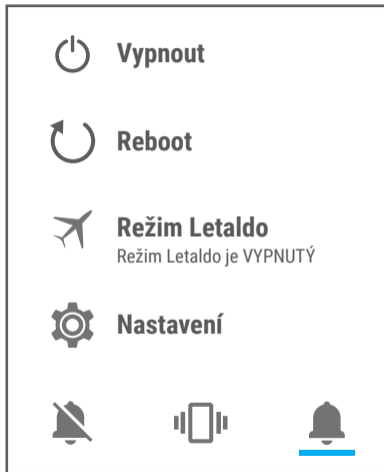 Vypnout
Reboot
Režim Letaldo
Režim Letaldo je VYPNUTÝ
Nastavení